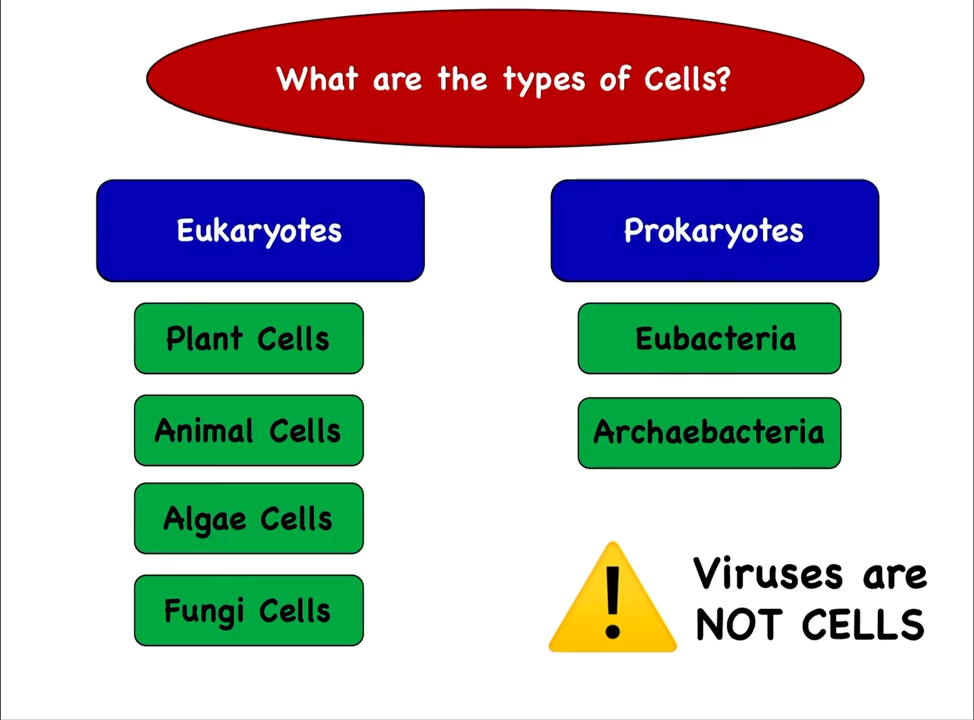 What are the types of Cells?
Eukaryotes
Plant Cells
Animal Cells
Algae Cells
Fungi Cells
Prokaryotes
Eubacteria
Archaebacteria
Viruses are
NOT CELLS